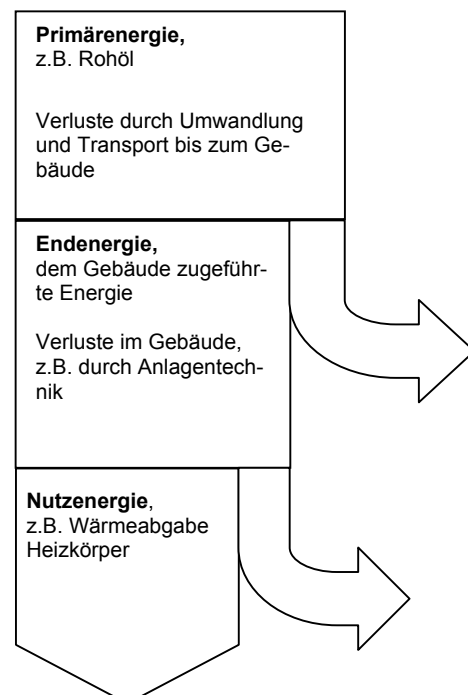 Primärenergie,
z.B. Rohöl
Verluste durch Umwandlung
und Transport bis zum Ge-
bäude
Endenergie,
dem Gebäude zugeführ-
te Energie
Verluste im Gebäude,
z.B. durch Anlagentech-
nik
Nutzenergie,
z.B. Wärmeabgabe
Heizkörper